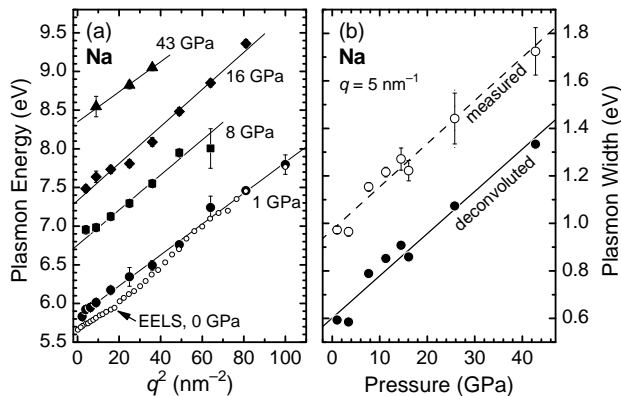 (a)
Na
43 GPa
16 GPa
8 GPa
1 GPa
EELS, 0 GPa
9.5
9.0
8.5
8.0
7.5
7.0
6.5
6.0
5.5
Plasmon Energy (eV)
0 20 40 60 80 100
q² (nm⁻²)
(b)
Na
q = 5 nm⁻¹
measured
deconvoluted
1.8
1.6
1.4
1.2
1.0
0.8
0.6
Plasmon Width (eV)
0 10 20 30 40
Pressure (GPa)